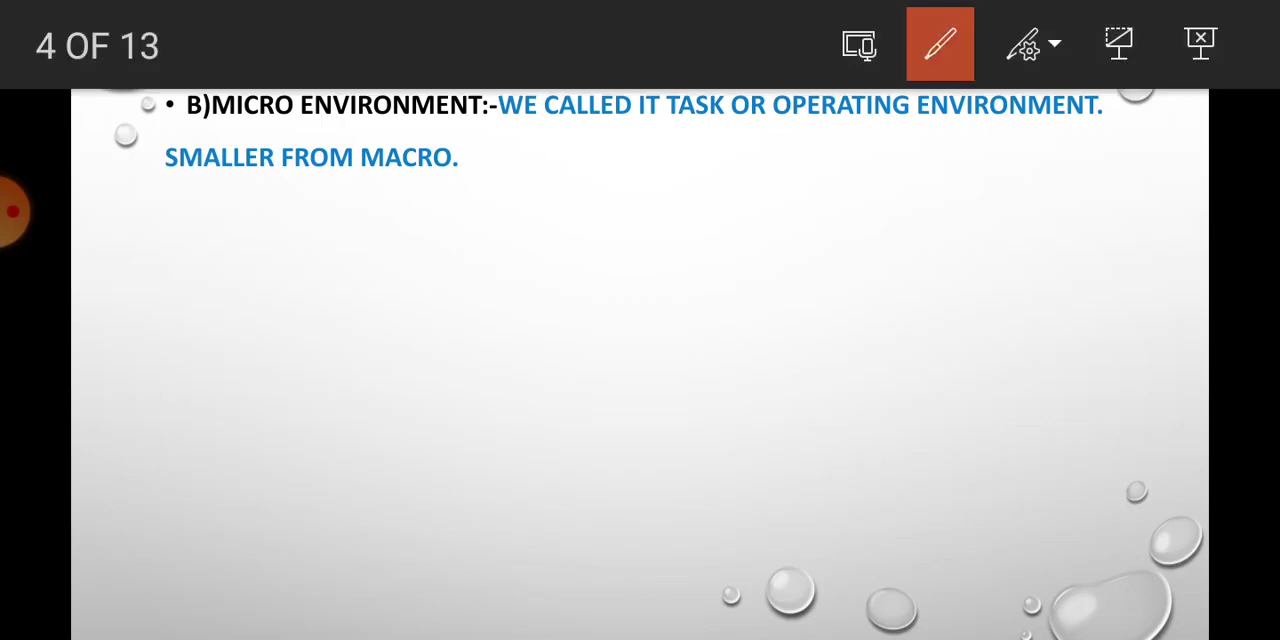 4 OF 13
• B)MICRO ENVIRONMENT:-WE CALLED IT TASK OR OPERATING ENVIRONMENT.
SMALLER FROM MACRO.